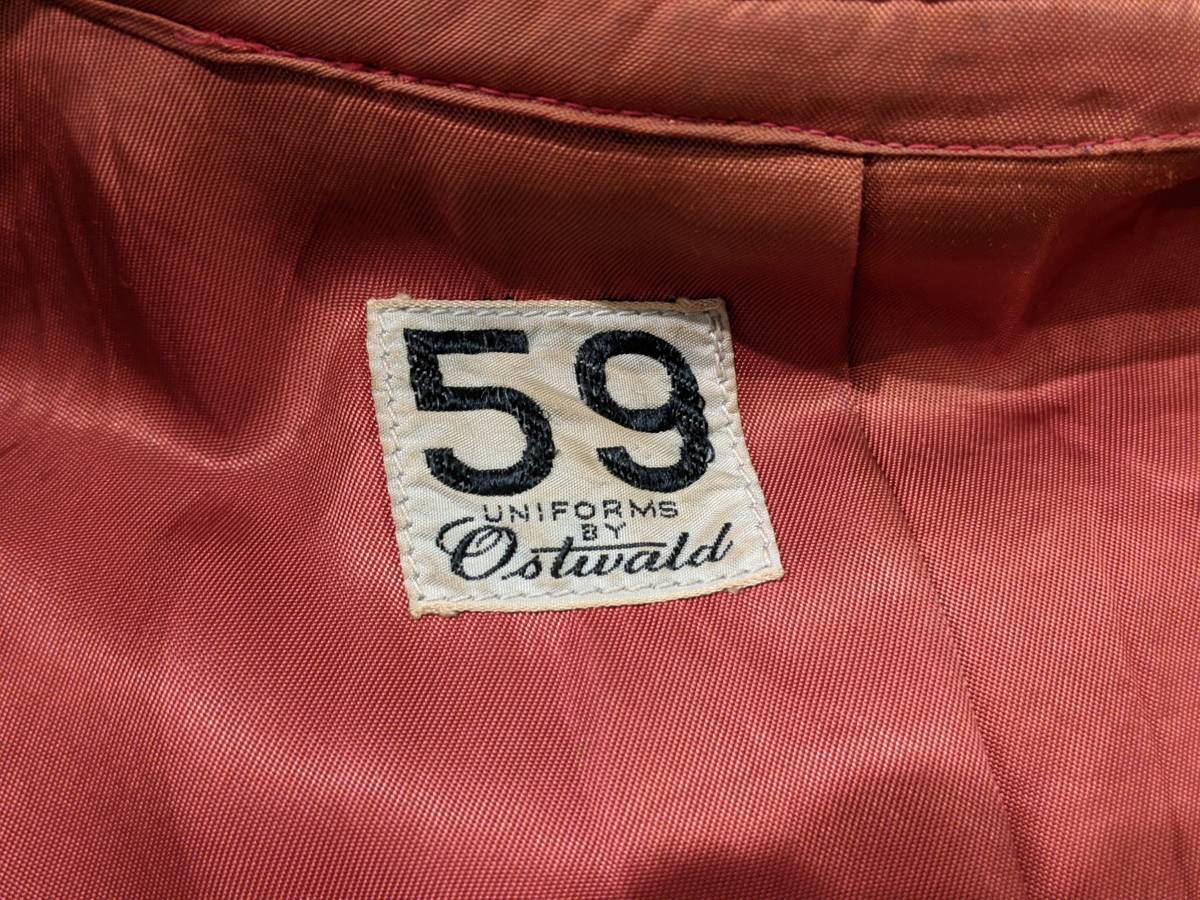 59
UNIFORMS
BY
Ostwald